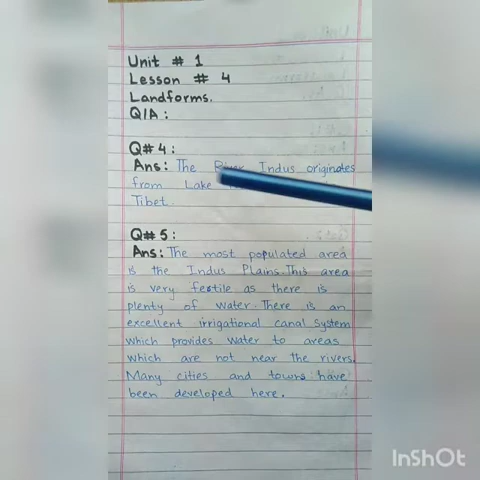 Unit # 1
Lesson # 4
Landforms.
Q/A :
Q# 4 :
Ans: The River Indus originates
from Lake
Tibet.
Q# 5 :
Ans: The most populated area
is the Indus Plains. This area
is very fertile as there is
plenty of water. There is an
excellent irrigational canal system
which provides water to areas
which are not near the rivers.
Many cities and towns have
been developed here.
InShOt